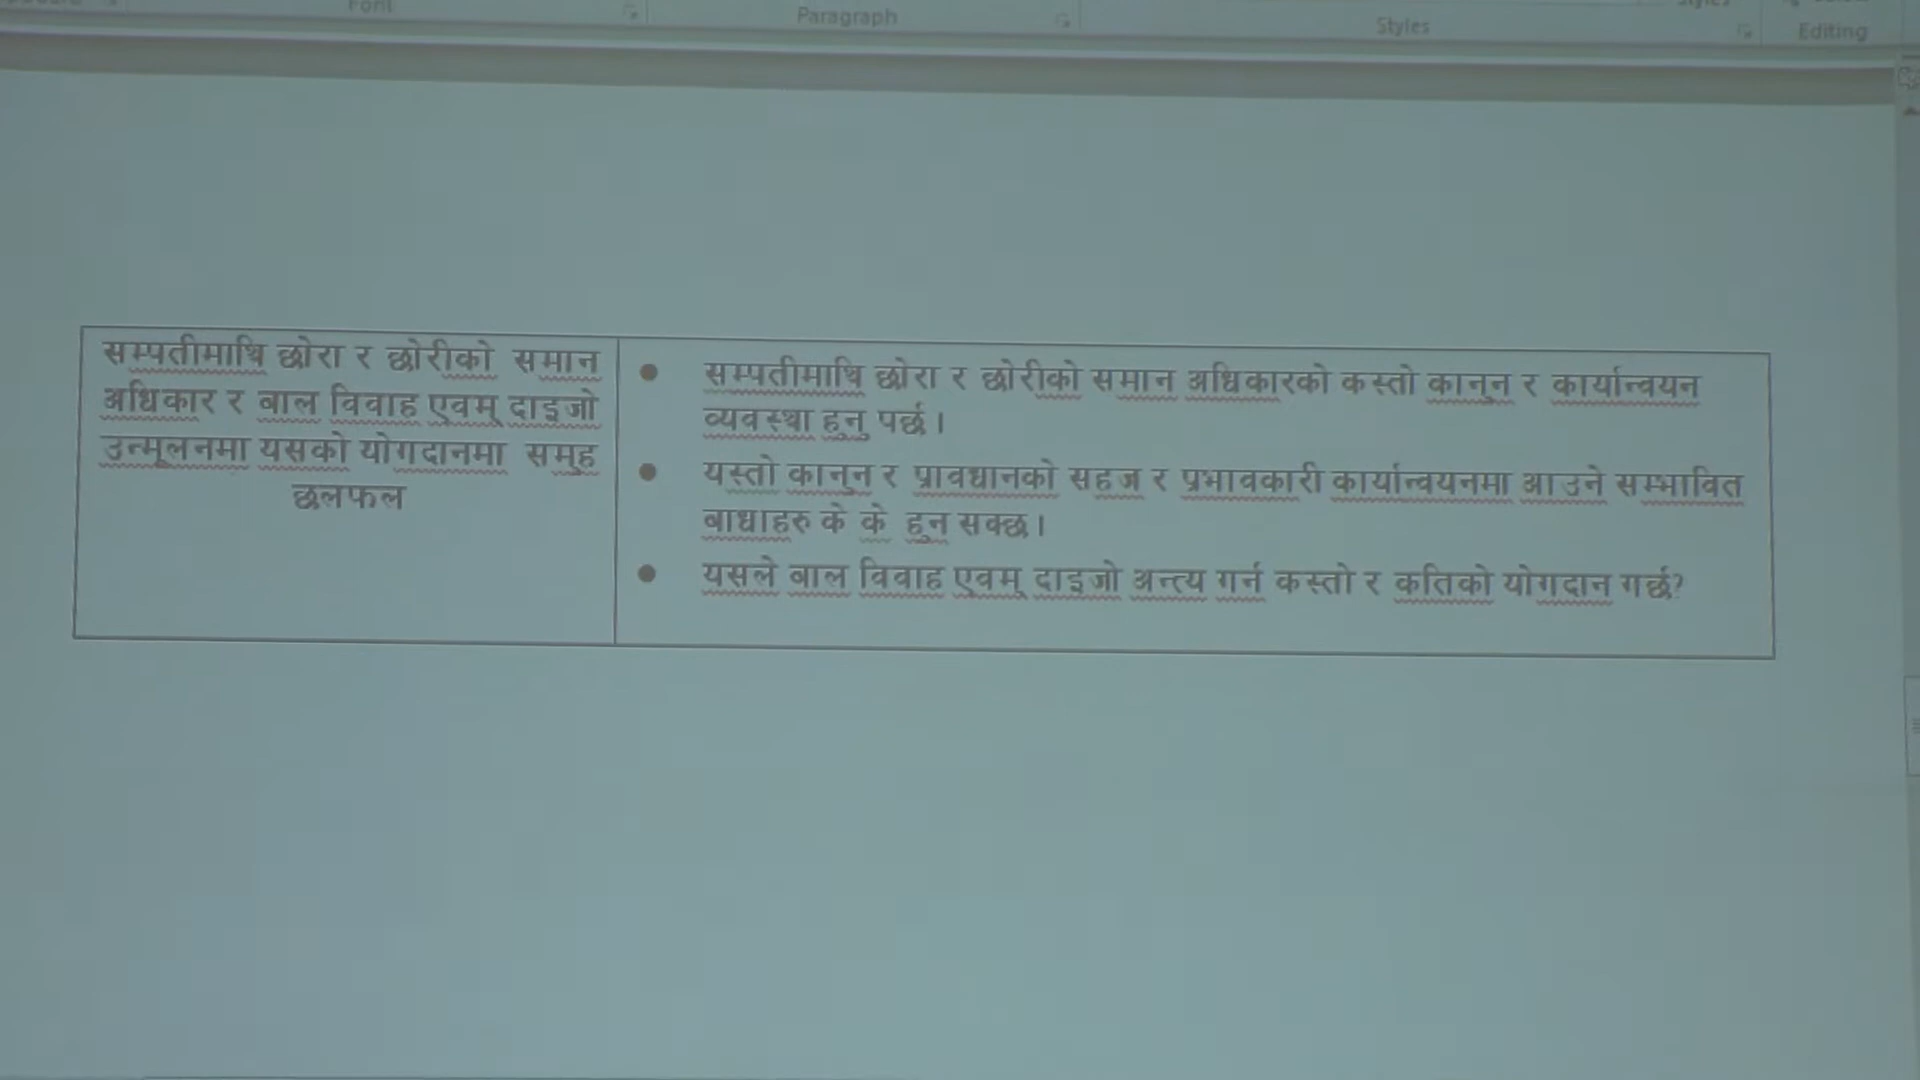 Font
Paragraph
Styles
Editing
सम्पतीमाथि छोरा र छोरीको समान
अधिकार र बाल विवाह एवम् दाइजो
उन्मूलनमा यसको योगदानमा समुह
छलफल
सम्पतीमाथि छोरा र छोरीको समान अधिकारको कस्तो कानुन र कार्यान्वयन
व्यवस्था हुनु पर्छ ।
यस्तो कानुन र प्रावधानको सहज र प्रभावकारी कार्यान्वयनमा आउने सम्भावित
बाधाहरु के के हुन सक्छ ।
यसले बाल विवाह एवम् दाइजो अन्त्य गर्न कस्तो र कतिको योगदान गर्छ?